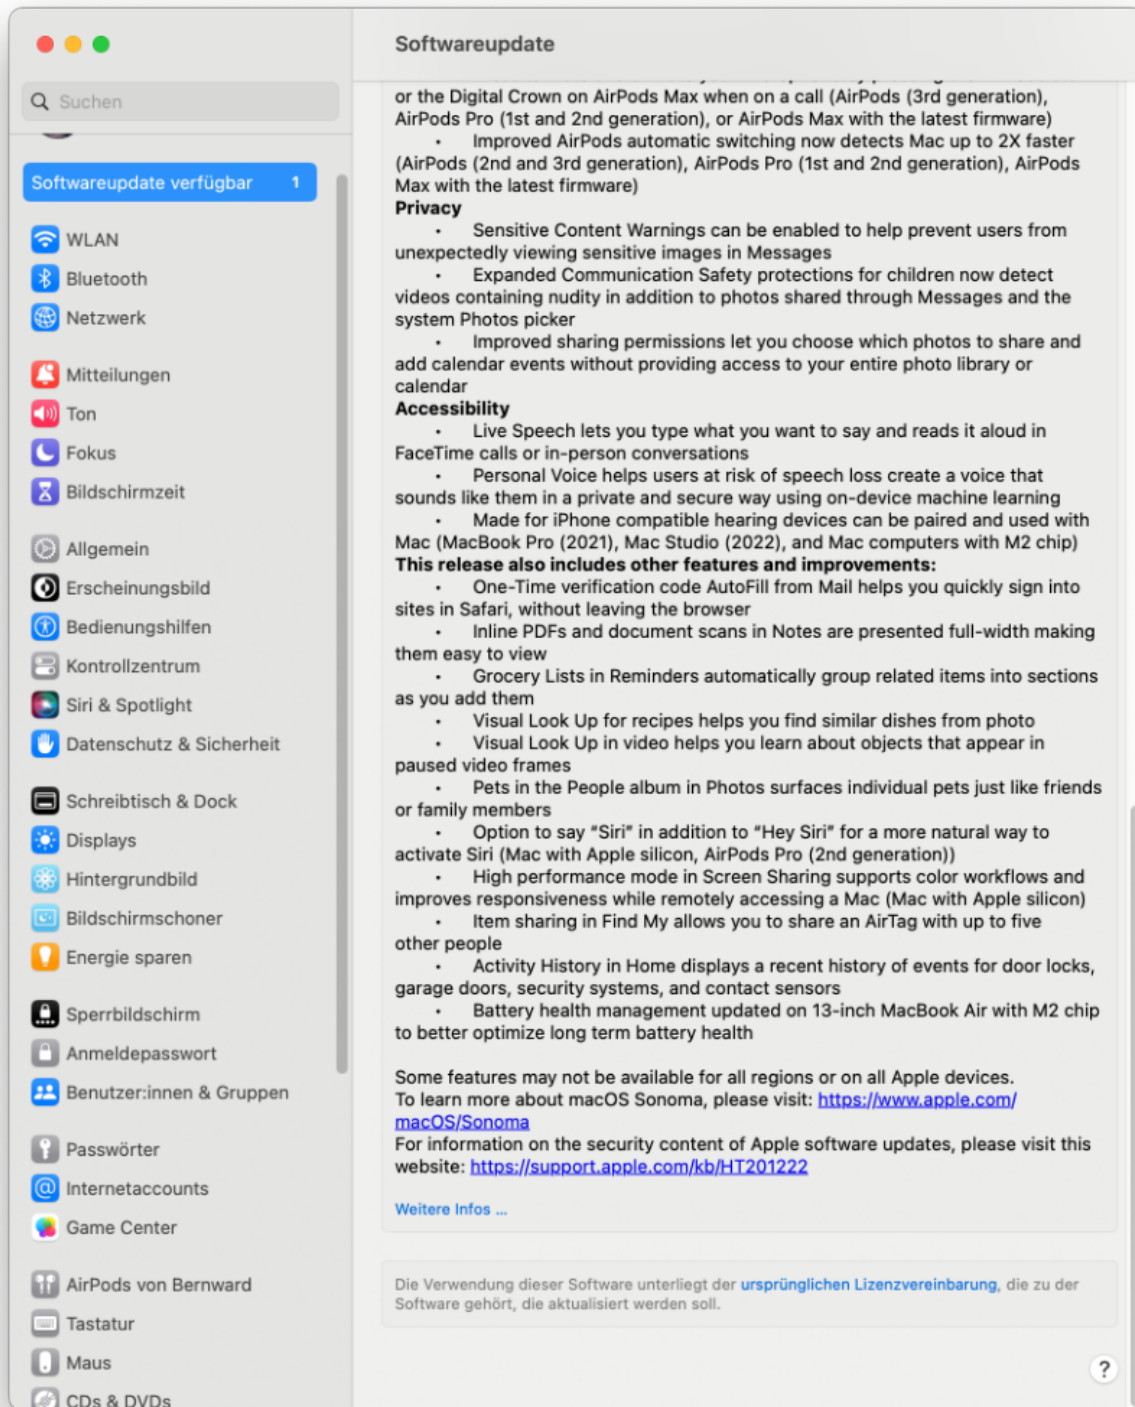 Softwareupdate
Suchen
Softwareupdate verfügbar 1
WLAN
Bluetooth
Netzwerk
Mitteilungen
Ton
Fokus
Bildschirmzeit
Allgemein
Erscheinungsbild
Bedienungshilfen
Kontrollzentrum
Siri & Spotlight
Datenschutz & Sicherheit
Schreibtisch & Dock
Displays
Hintergrundbild
Bildschirmschoner
Energie sparen
Sperrbildschirm
Anmeldepasswort
Benutzer:innen & Gruppen
Passwörter
Internetaccounts
Game Center
AirPods von Bernward
Tastatur
Maus
CDs & DVDs
or the Digital Crown on AirPods Max when on a call (AirPods (3rd generation),
AirPods Pro (1st and 2nd generation), or AirPods Max with the latest firmware)
• Improved AirPods automatic switching now detects Mac up to 2X faster
(AirPods (2nd and 3rd generation), AirPods Pro (1st and 2nd generation), AirPods
Max with the latest firmware)
Privacy
• Sensitive Content Warnings can be enabled to help prevent users from
unexpectedly viewing sensitive images in Messages
• Expanded Communication Safety protections for children now detect
videos containing nudity in addition to photos shared through Messages and the
system Photos picker
• Improved sharing permissions let you choose which photos to share and
add calendar events without providing access to your entire photo library or
calendar
Accessibility
• Live Speech lets you type what you want to say and reads it aloud in
FaceTime calls or in-person conversations
• Personal Voice helps users at risk of speech loss create a voice that
sounds like them in a private and secure way using on-device machine learning
• Made for iPhone compatible hearing devices can be paired and used with
Mac (MacBook Pro (2021), Mac Studio (2022), and Mac computers with M2 chip)
This release also includes other features and improvements:
• One-Time verification code AutoFill from Mail helps you quickly sign into
sites in Safari, without leaving the browser
• Inline PDFs and document scans in Notes are presented full-width making
them easy to view
• Grocery Lists in Reminders automatically group related items into sections
as you add them
• Visual Look Up for recipes helps you find similar dishes from photo
• Visual Look Up in video helps you learn about objects that appear in
paused video frames
• Pets in the People album in Photos surfaces individual pets just like friends
or family members
• Option to say “Siri” in addition to “Hey Siri” for a more natural way to
activate Siri (Mac with Apple silicon, AirPods Pro (2nd generation))
• High performance mode in Screen Sharing supports color workflows and
improves responsiveness while remotely accessing a Mac (Mac with Apple silicon)
• Item sharing in Find My allows you to share an AirTag with up to five
other people
• Activity History in Home displays a recent history of events for door locks,
garage doors, security systems, and contact sensors
• Battery health management updated on 13-inch MacBook Air with M2 chip
to better optimize long term battery health
Some features may not be available for all regions or on all Apple devices.
To learn more about macOS Sonoma, please visit: https://www.apple.com/
macOS/Sonoma
For information on the security content of Apple software updates, please visit this
website: https://support.apple.com/kb/HT201222
Weitere Infos ...
Die Verwendung dieser Software unterliegt der ursprünglichen Lizenzvereinbarung, die zu der
Software gehört, die aktualisiert werden soll.
?